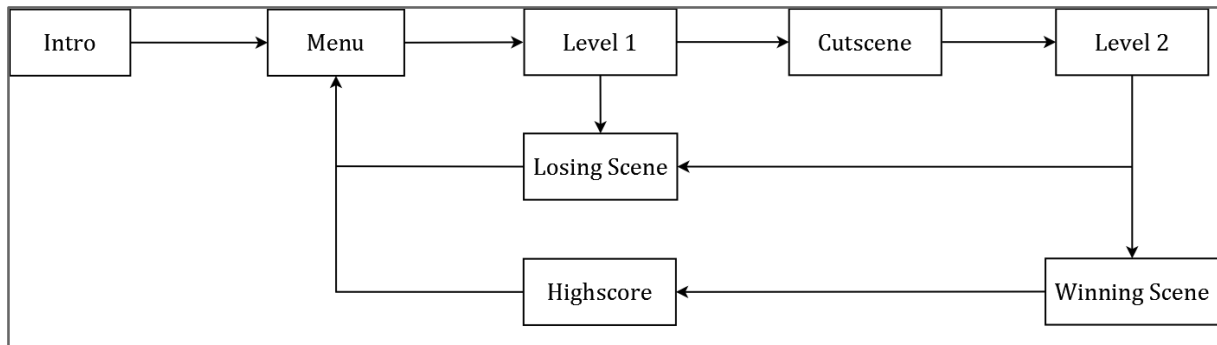 Intro
Menu
Level 1
Cutscene
Level 2
Losing Scene
Highscore
Winning Scene